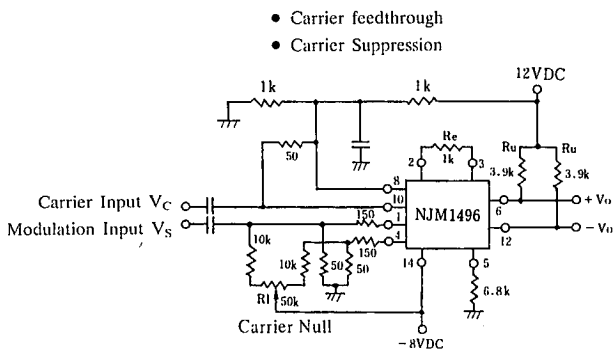 • Carrier feedthrough
• Carrier Suppression
12VDC
1k
1k
Re
1k
Ru
3.9k
Ru
3.9k
50
2
3
8
10
1
4
6
12
14
5
NJM1496
Carrier Input VC
Modulation Input VS
+ Vo
− Vo
150
150
10k
10k
50
50
R1
50k
6.8k
Carrier Null
−8VDC